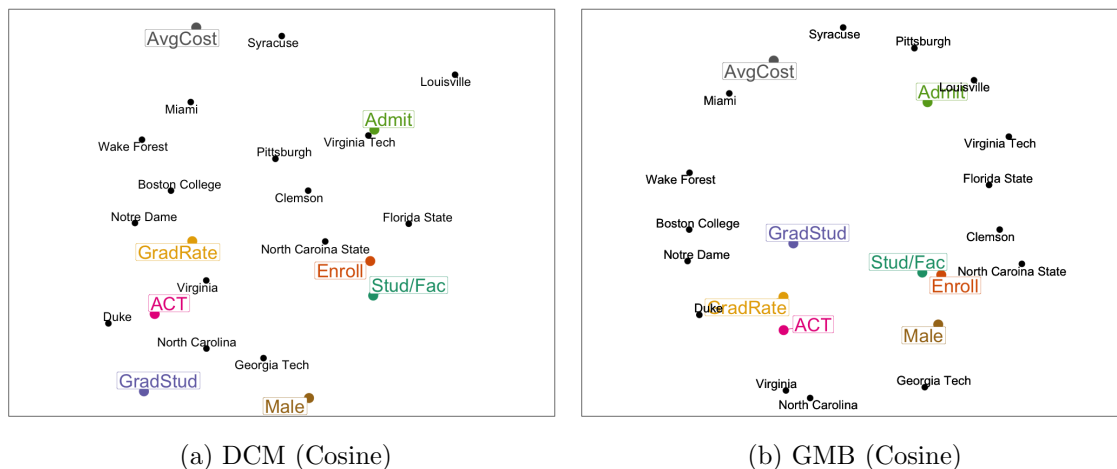 AvgCost
Syracuse
Louisville
Miami
Admit
Virginia Tech
Wake Forest
Pittsburgh
Boston College
Clemson
Notre Dame
Florida State
GradRate
North Caroina State
Enroll
Virginia
Stud/Fac
ACT
Duke
North Carolina
Georgia Tech
GradStud
Male
(a) DCM (Cosine)
Syracuse
Pittsburgh
AvgCost
Louisville
Admit
Miami
Virginia Tech
Wake Forest
Florida State
Boston College
GradStud
Clemson
Notre Dame
Stud/Fac
North Caroina State
Enroll
GradRate
Duke
ACT
Male
Virginia
Georgia Tech
North Carolina
(b) GMB (Cosine)